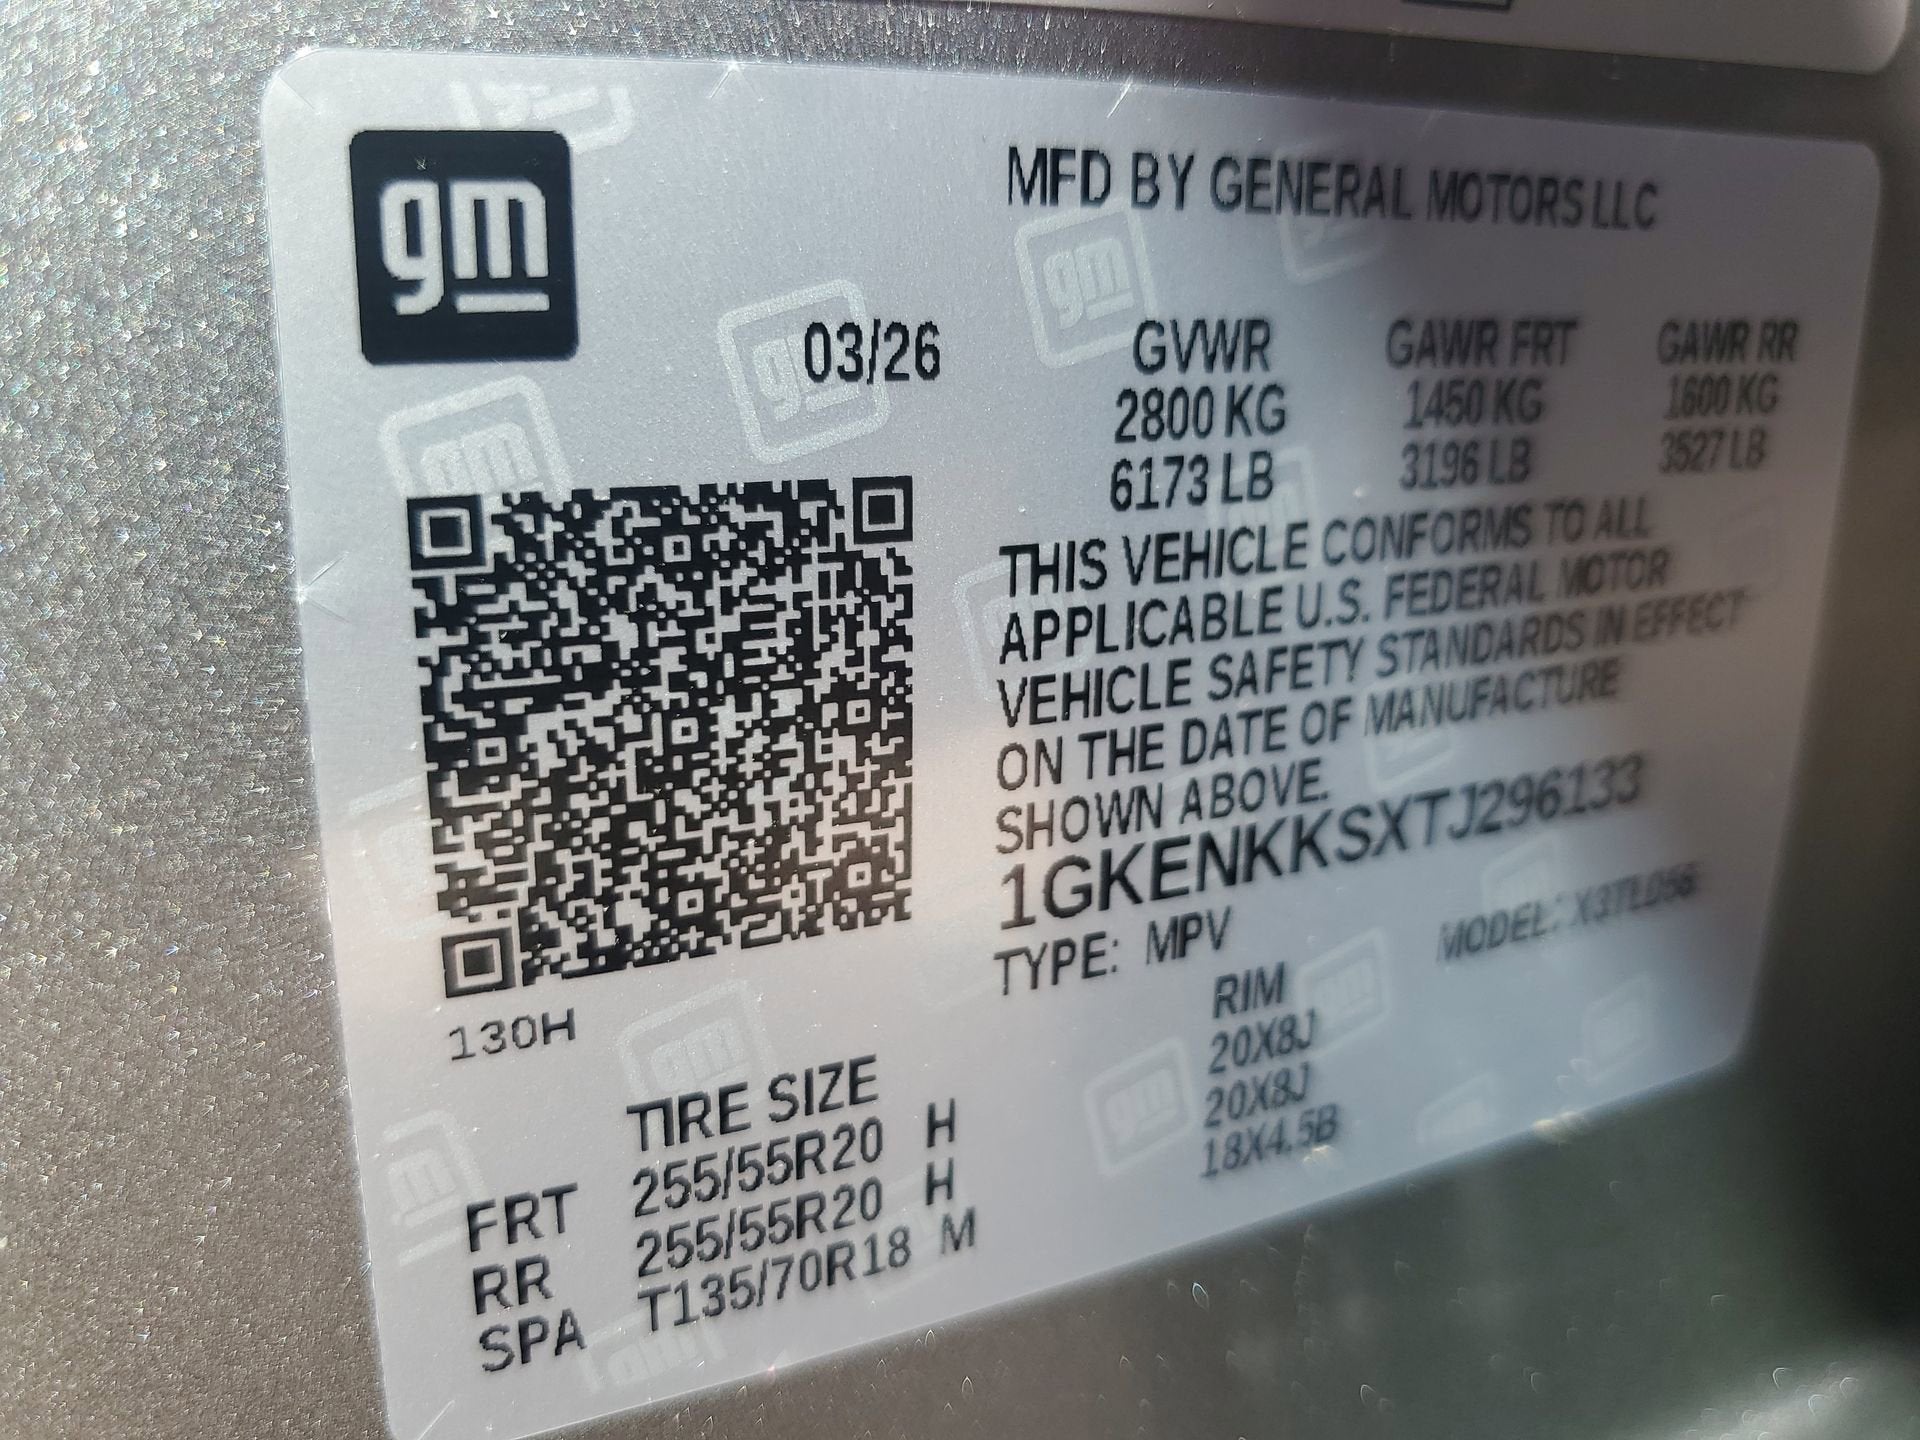 gm
MFD BY GENERAL MOTORS LLC
03/26
GVWR GAWR FRT GAWR RR
2800 KG 1450 KG 1600 KG
6173 LB 3196 LB 3527 LB
THIS VEHICLE CONFORMS TO ALL
APPLICABLE U.S. FEDERAL MOTOR
VEHICLE SAFETY STANDARDS IN EFFECT
ON THE DATE OF MANUFACTURE
SHOWN ABOVE.
1GKENKKSXTJ296133
TYPE: MPV MODEL: X3TLD56
130H
TIRE SIZE RIM
FRT 255/55R20 H 20X8J
RR 255/55R20 H 20X8J
SPA T135/70R18 M 18X4.5B